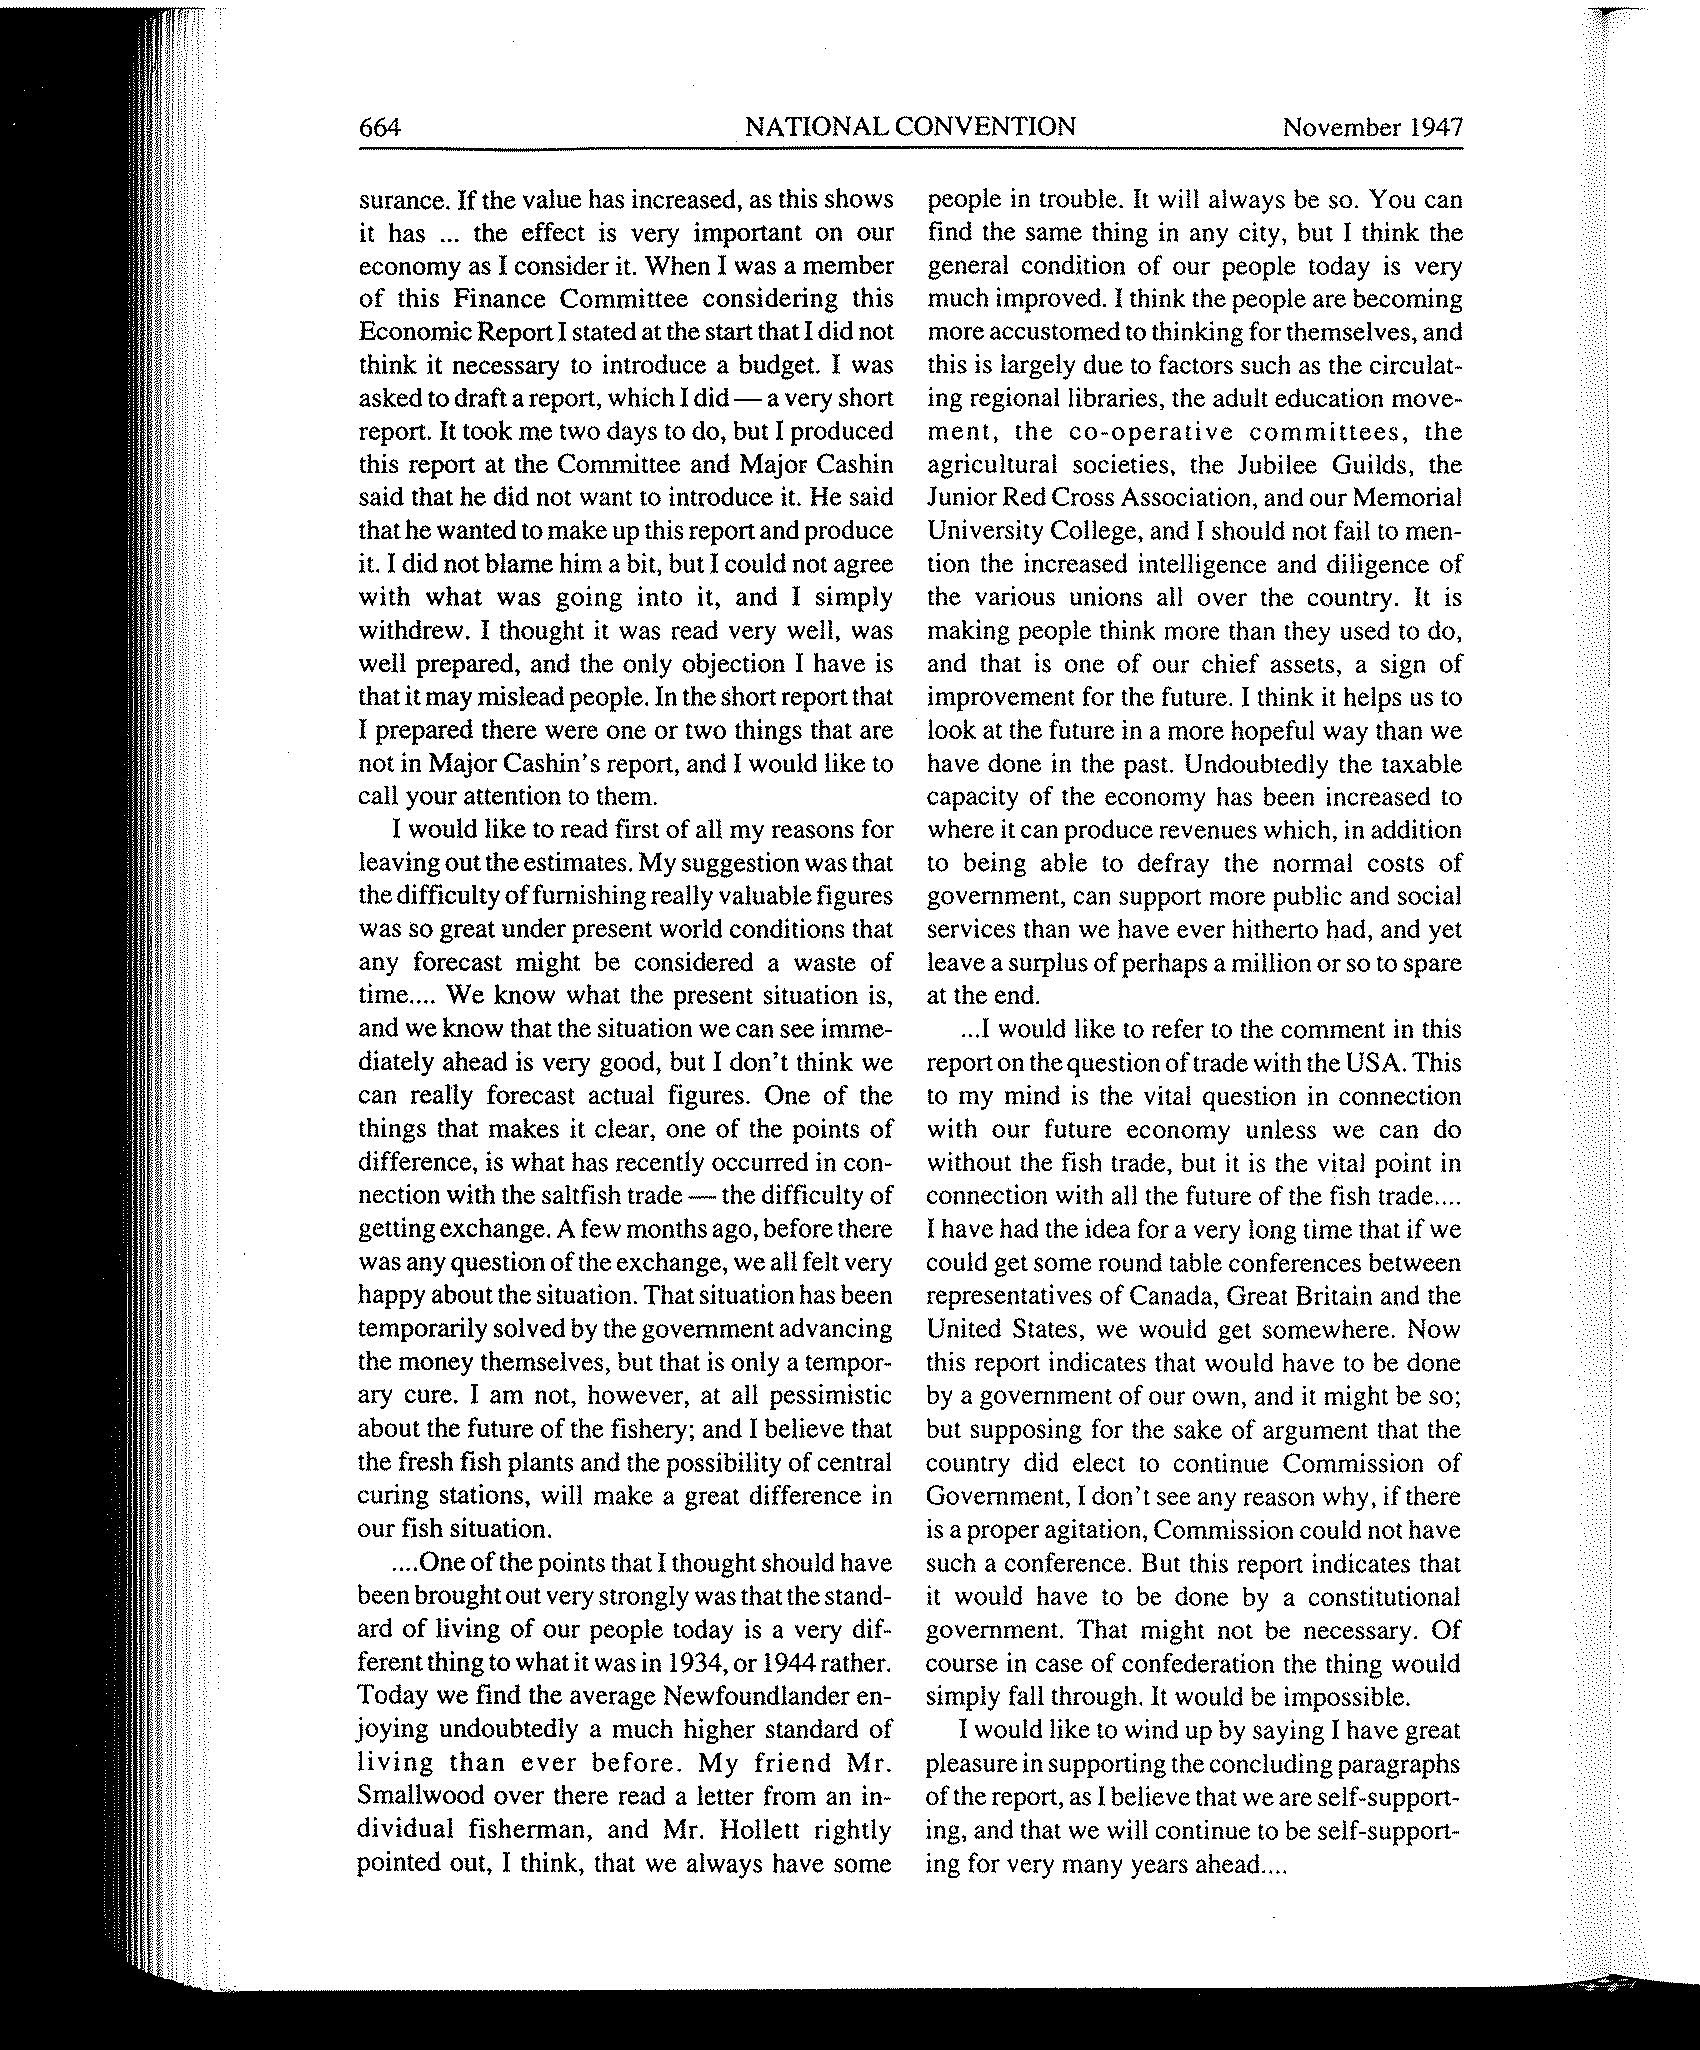 664 NATIONAL CONVENTION November 1947
surance. If the value has increased, as this shows
it has ... the effect is very important on our
economy as I consider it. When I was a member
of this Finance Committee considering this
Economic Report I stated at the start that I did not
think it necessary to introduce a budget. I was
asked to draft a report, which I did — a very short
report. It took me two days to do, but I produced
this report at the Committee and Major Cashin
said that he did not want to introduce it. He said
that he wanted to make up this report and produce
it. I did not blame him a bit, but I could not agree
with what was going into it, and I simply
withdrew. I thought it was read very well, was
well prepared, and the only objection I have is
that it may mislead people. In the short report that
I prepared there were one or two things that are
not in Major Cashin's report, and I would like to
call your attention to them.
I would like to read first of all my reasons for
leaving out the estimates. My suggestion was that
the difficulty of furnishing really valuable figures
was so great under present world conditions that
any forecast might be considered a waste of
time.... We know what the present situation is,
and we know that the situation we can see imme-
diately ahead is very good, but I don't think we
can really forecast actual figures. One of the
things that makes it clear, one of the points of
difference, is what has recently occurred in con-
nection with the saltfish trade — the difficulty of
getting exchange. A few months ago, before there
was any question of the exchange, we all felt very
happy about the situation. That situation has been
temporarily solved by the government advancing
the money themselves, but that is only a tempor-
ary cure. I am not, however, at all pessimistic
about the future of the fishery; and I believe that
the fresh fish plants and the possibility of central
curing stations, will make a great difference in
our fish situation.
....One of the points that I thought should have
been brought out very strongly was that the stand-
ard of living of our people today is a very dif-
ferent thing to what it was in 1934, or 1944 rather.
Today we find the average Newfoundlander en-
joying undoubtedly a much higher standard of
living than ever before. My friend Mr.
Smallwood over there read a letter from an in-
dividual fisherman, and Mr. Hollett rightly
pointed out, I think, that we always have some
people in trouble. It will always be so. You can
find the same thing in any city, but I think the
general condition of our people today is very
much improved. I think the people are becoming
more accustomed to thinking for themselves, and
this is largely due to factors such as the circulat-
ing regional libraries, the adult education move-
ment, the co-operative committees, the
agricultural societies, the Jubilee Guilds, the
Junior Red Cross Association, and our Memorial
University College, and I should not fail to men-
tion the increased intelligence and diligence of
the various unions all over the country. It is
making people think more than they used to do,
and that is one of our chief assets, a sign of
improvement for the future. I think it helps us to
look at the future in a more hopeful way than we
have done in the past. Undoubtedly the taxable
capacity of the economy has been increased to
where it can produce revenues which, in addition
to being able to defray the normal costs of
government, can support more public and social
services than we have ever hitherto had, and yet
leave a surplus of perhaps a million or so to spare
at the end.
...I would like to refer to the comment in this
report on the question of trade with the USA. This
to my mind is the vital question in connection
with our future economy unless we can do
without the fish trade, but it is the vital point in
connection with all the future of the fish trade....
I have had the idea for a very long time that if we
could get some round table conferences between
representatives of Canada, Great Britain and the
United States, we would get somewhere. Now
this report indicates that would have to be done
by a government of our own, and it might be so;
but supposing for the sake of argument that the
country did elect to continue Commission of
Government, I don't see any reason why, if there
is a proper agitation, Commission could not have
such a conference. But this report indicates that
it would have to be done by a constitutional
government. That might not be necessary. Of
course in case of confederation the thing would
simply fall through. It would be impossible.
I would like to wind up by saying I have great
pleasure in supporting the concluding paragraphs
of the report, as I believe that we are self-support-
ing, and that we will continue to be self-support-
ing for very many years ahead....